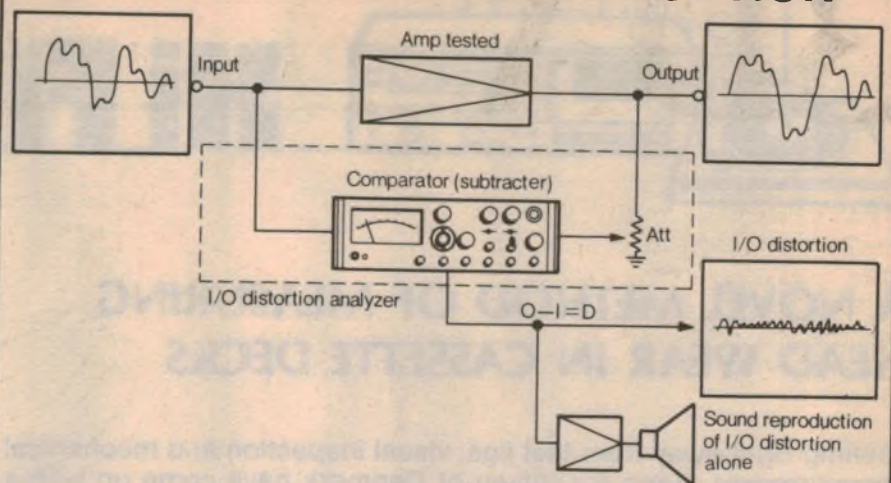 Amp tested
Input
Output
Comparator (subtracter)
Att
I/O distortion
I/O distortion analyzer
O–I=D
Sound reproduction
of I/O distortion
alone